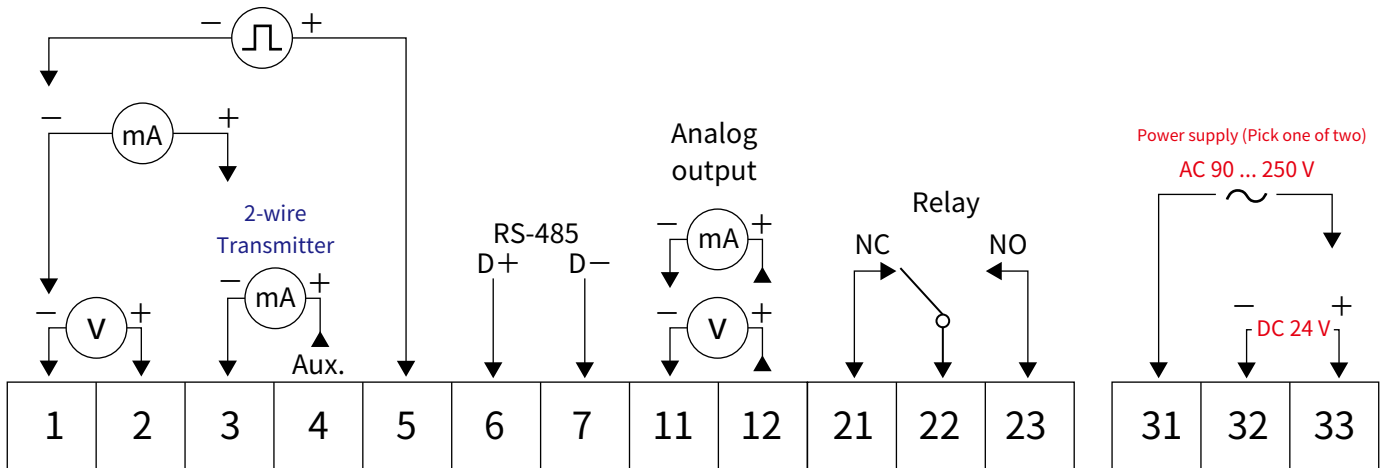 − +
− mA +
Analog
output
Power supply (Pick one of two)
AC 90 ... 250 V
2-wire
Transmitter
Relay
RS-485
D+ D−
− mA +
NC NO
− mA +
− V +
Aux.
− V +
− +
DC 24 V
1 2 3 4 5 6 7 11 12 21 22 23 31 32 33